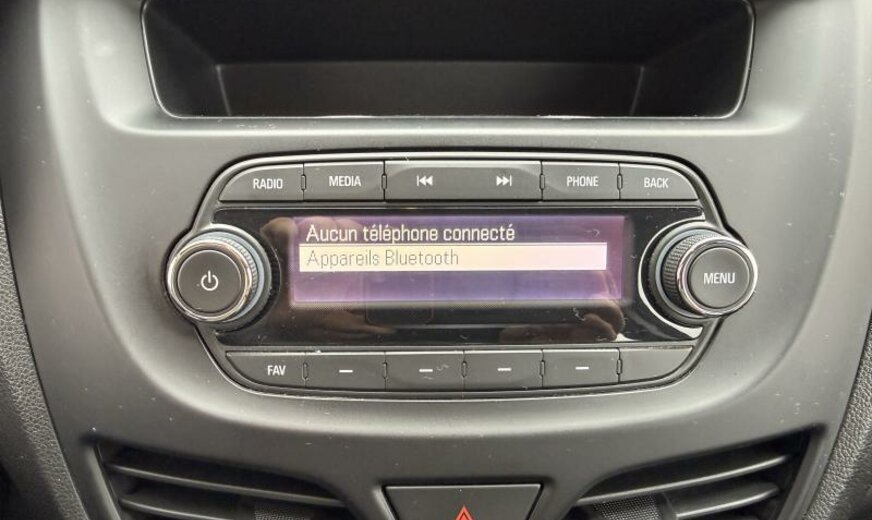 RADIO MEDIA PHONE BACK
Aucun téléphone connecté
Appareils Bluetooth
MENU
FAV